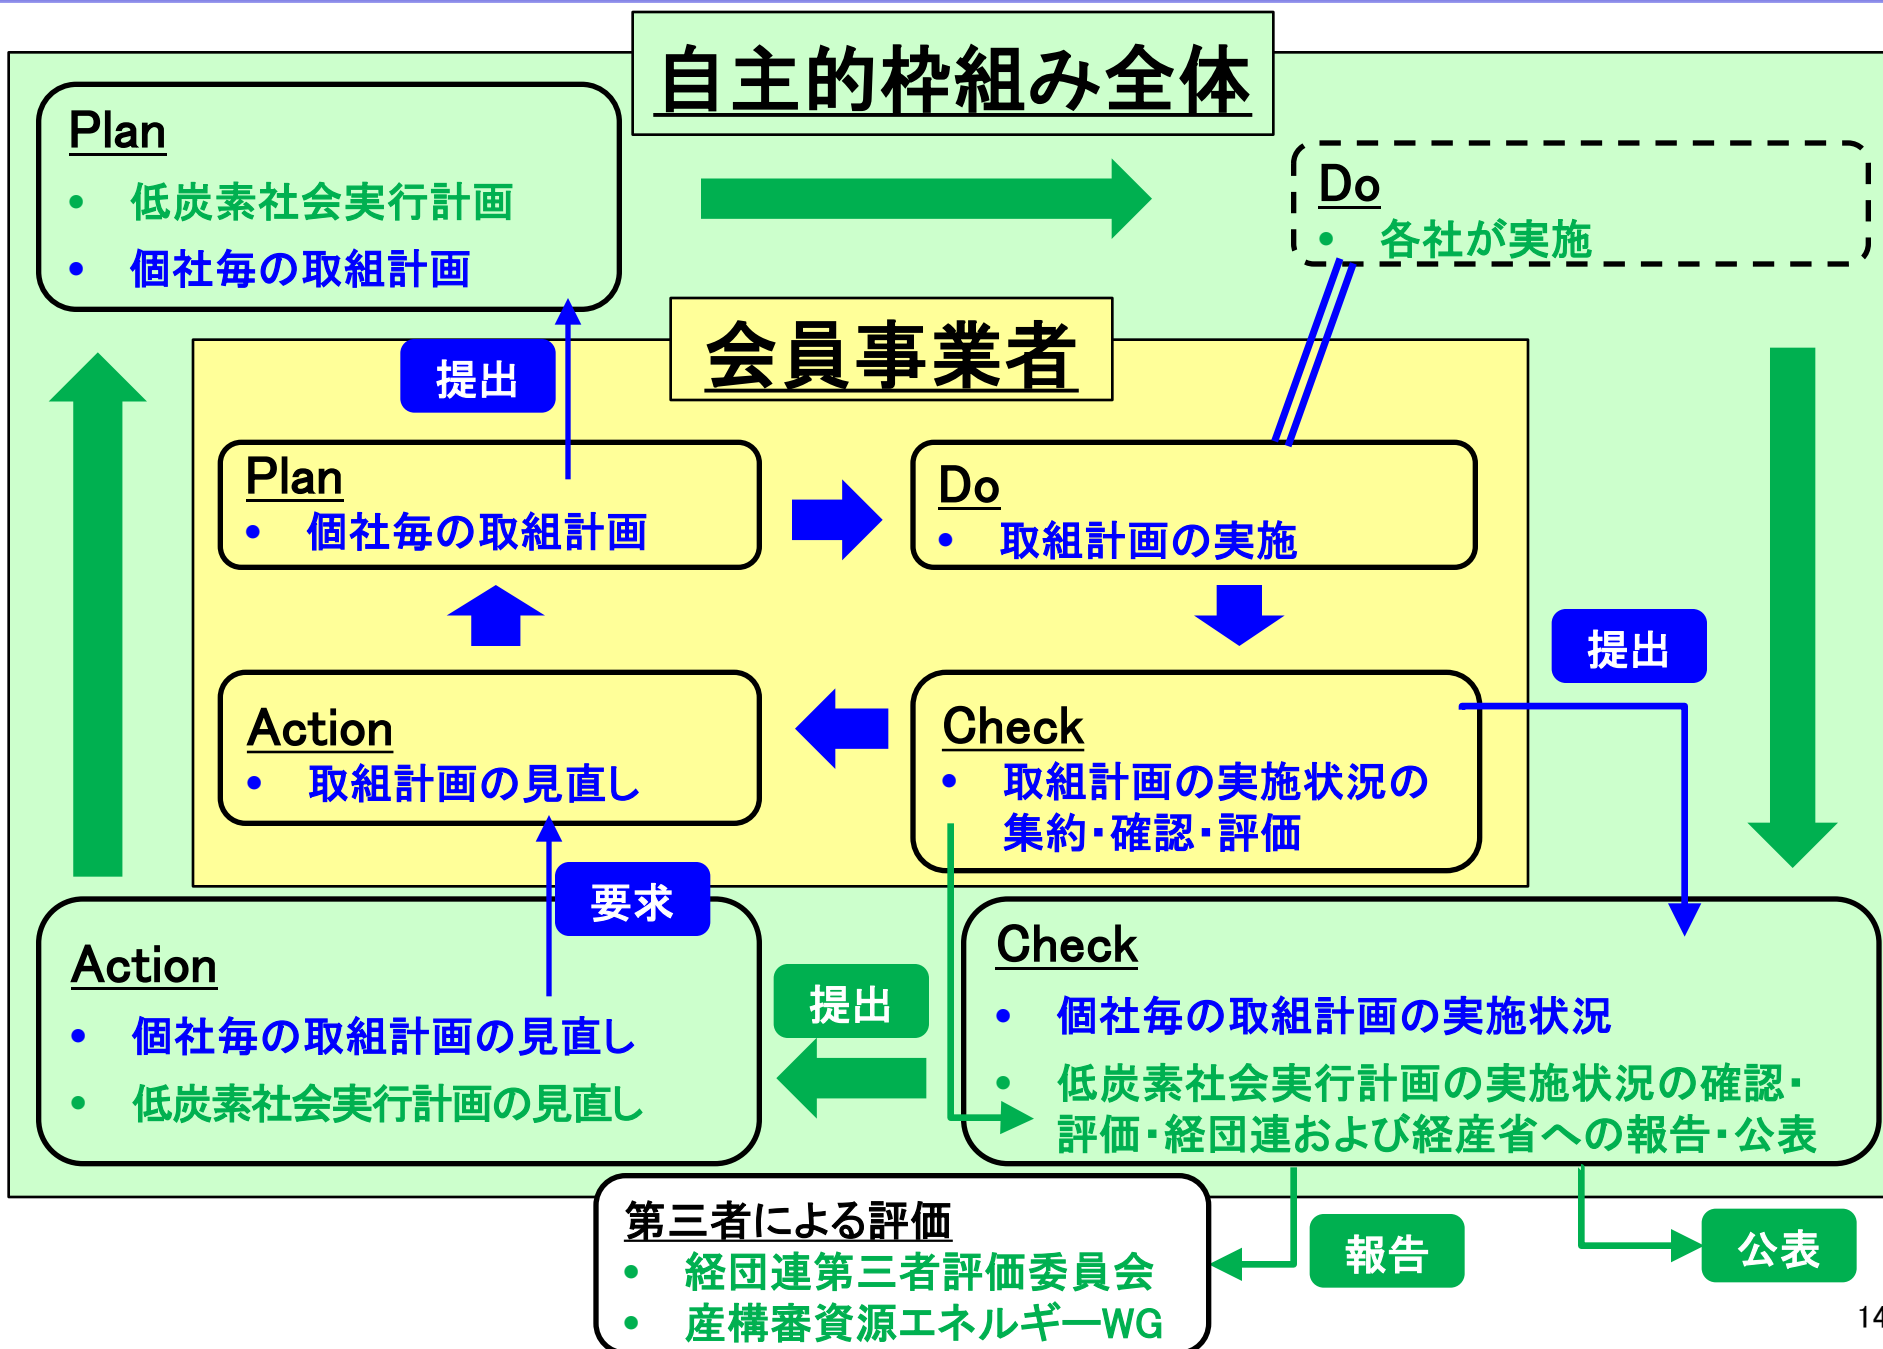 自主的枠組み全体
Plan
• 低炭素社会実行計画
• 個社毎の取組計画
Do
• 各社が実施
会員事業者
提出
Plan
• 個社毎の取組計画
Do
• 取組計画の実施
提出
Action
• 取組計画の見直し
Check
• 取組計画の実施状況の
集約・確認・評価
要求
Action
• 個社毎の取組計画の見直し
• 低炭素社会実行計画の見直し
提出
Check
• 個社毎の取組計画の実施状況
• 低炭素社会実行計画の実施状況の確認・
評価・経団連および経産省への報告・公表
第三者による評価
• 経団連第三者評価委員会
• 産構審資源エネルギーWG
報告
公表
14